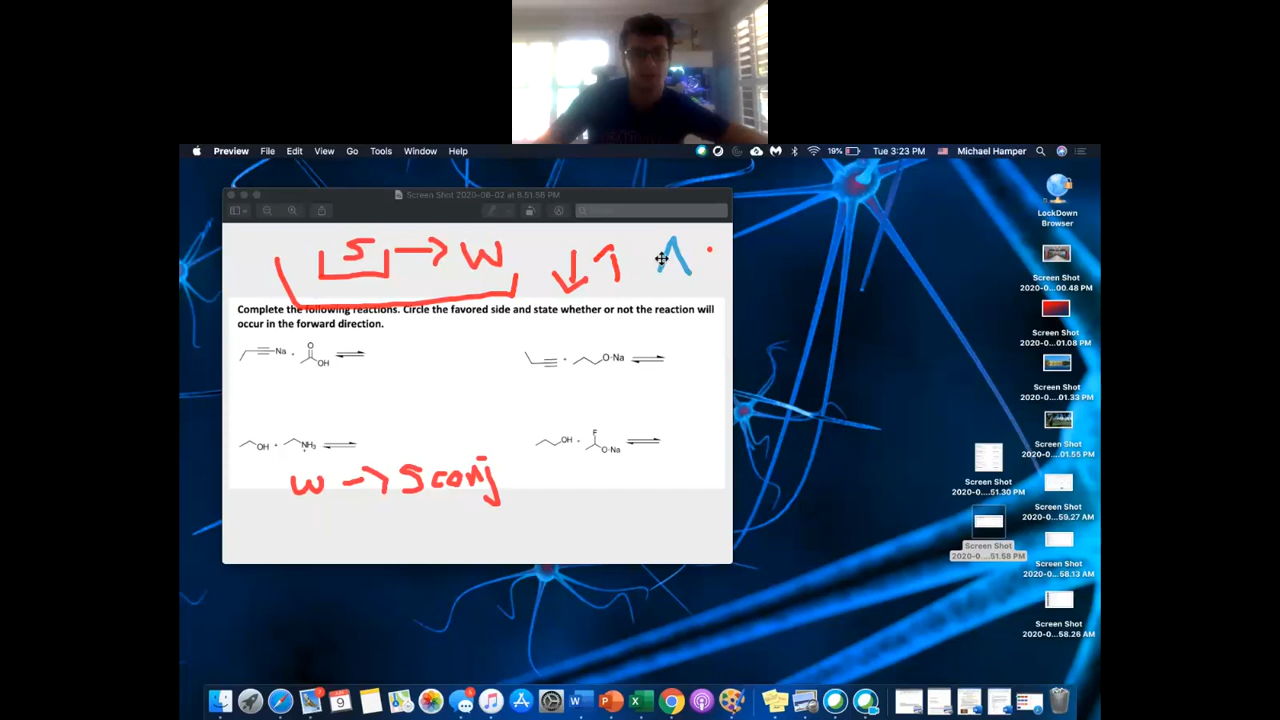 Preview File Edit View Go Tools Window Help 19% Tue 3:23 PM Michael Hamper
Screen Shot 2020-06-02 at 8.51.58 PM
S → W ↓ ↑
Complete the following reactions. Circle the favored side and state whether or not the reaction will
occur in the forward direction.
Na + O OH
+ O-Na
OH + NH3 +
OH + F O-Na
W → S conj
LockDown
Browser
Screen Shot
2020-0....00.48 PM
Screen Shot
2020-0....01.08 PM
Screen Shot
2020-0....01.33 PM
Screen Shot
2020-0....01.55 PM
Screen Shot
2020-0....51.30 PM
Screen Shot
2020-0...59.27 AM
Screen Shot
2020-0...51.58 PM
Screen Shot
2020-0...58.13 AM
Screen Shot
2020-0...58.26 AM
JUN
9